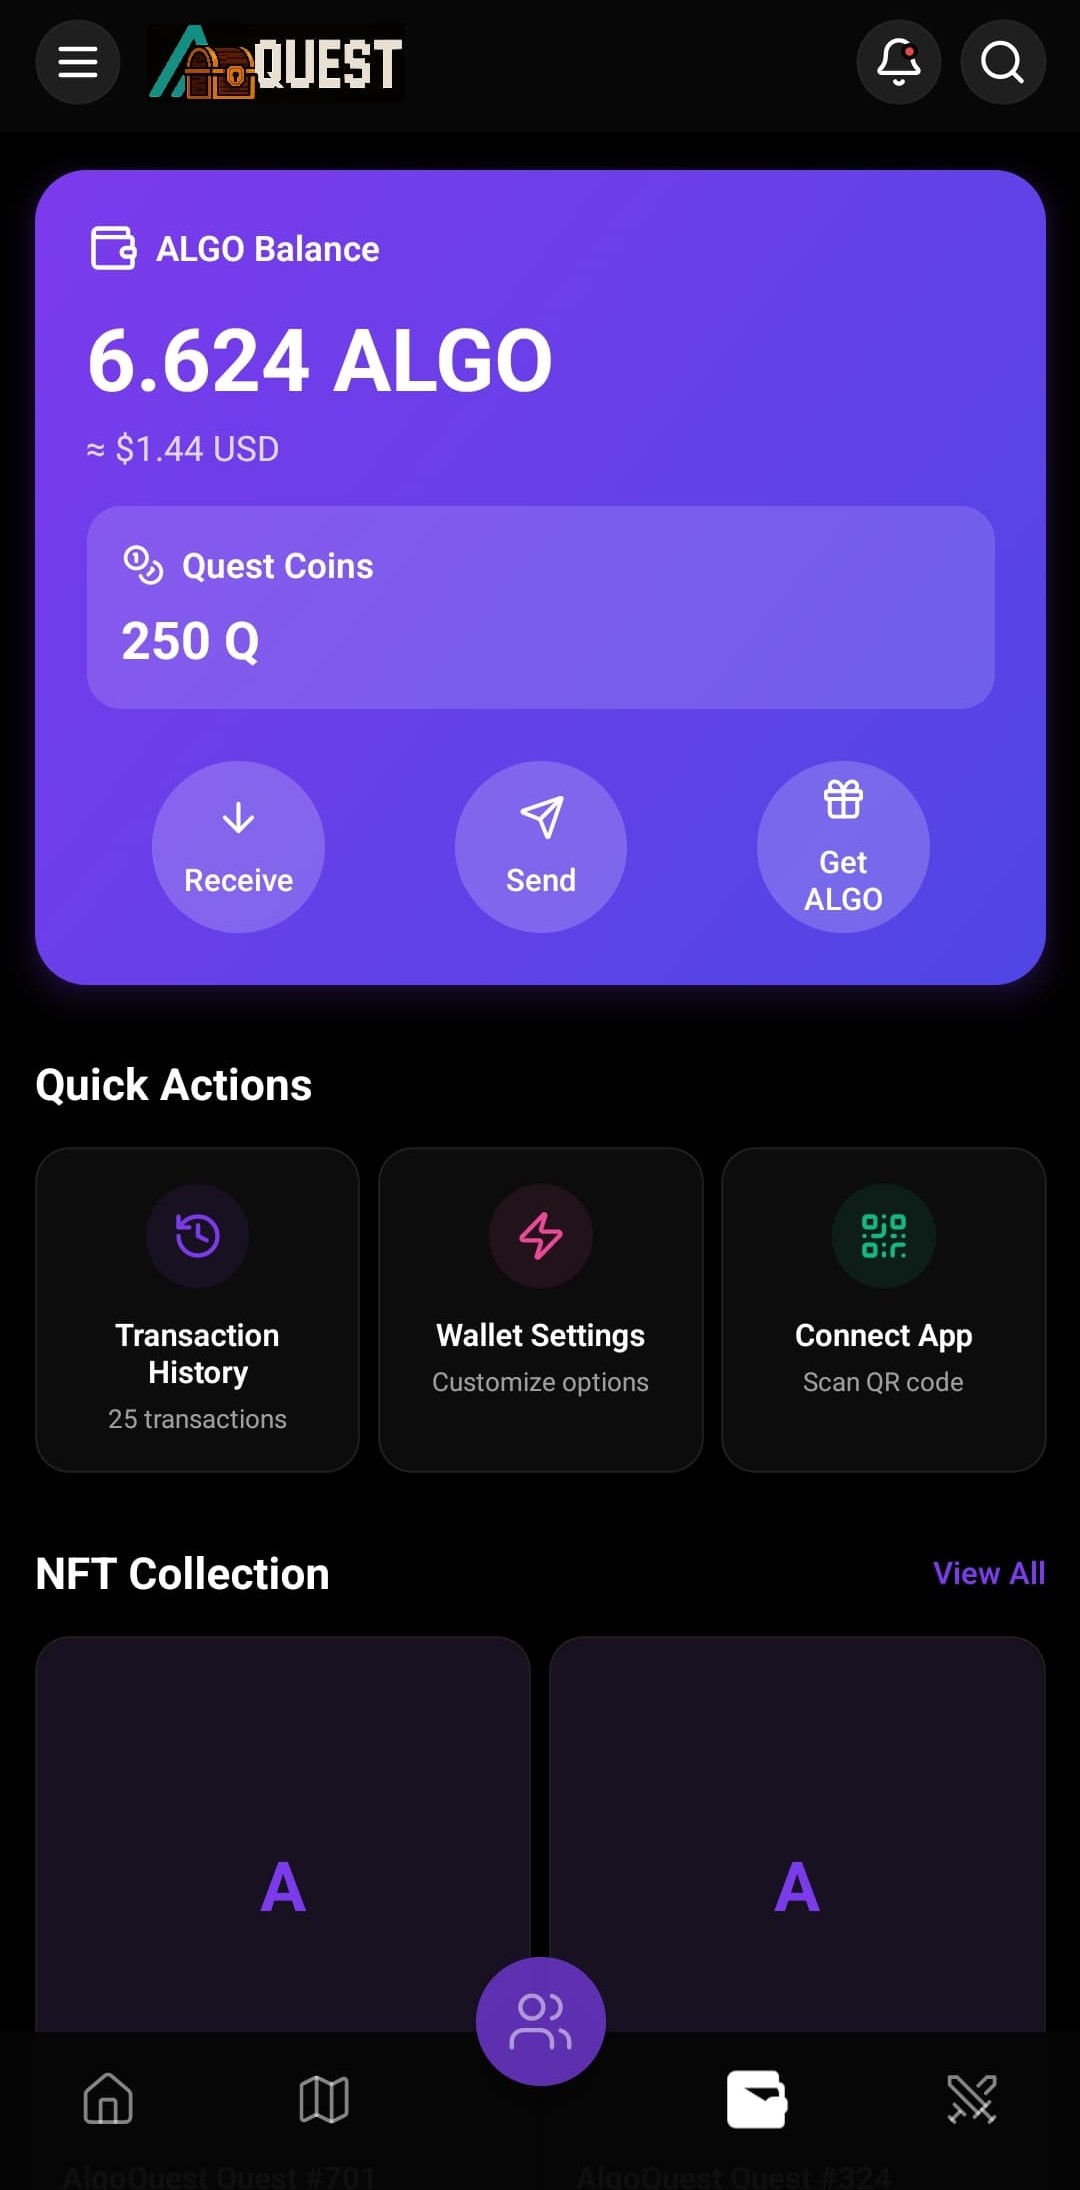 QUEST
ALGO Balance
6.624 ALGO
≈ $1.44 USD
Quest Coins
250 Q
Receive
Send
Get
ALGO
Quick Actions
Transaction
History
25 transactions
Wallet Settings
Customize options
Connect App
Scan QR code
NFT Collection
View All
A
A
AlgoQuest Quest #701
AlgoQuest Quest #324